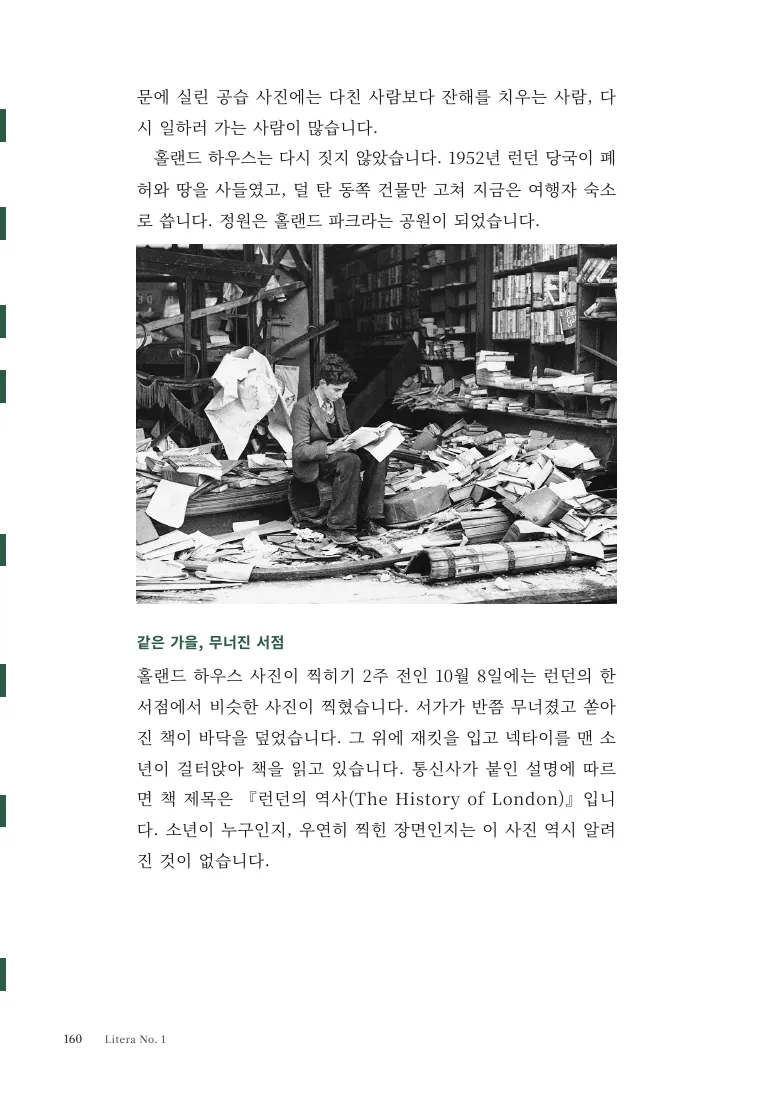 문에 실린 공습 사진에는 다친 사람보다 잔해를 치우는 사람, 다
시 일하러 가는 사람이 많습니다.
홀랜드 하우스는 다시 짓지 않았습니다. 1952년 런던 당국이 폐
허와 땅을 사들였고, 덜 탄 동쪽 건물만 고쳐 지금은 여행자 숙소
로 씁니다. 정원은 홀랜드 파크라는 공원이 되었습니다.
같은 가을, 무너진 서점
홀랜드 하우스 사진이 찍히기 2주 전인 10월 8일에는 런던의 한
서점에서 비슷한 사진이 찍혔습니다. 서가가 반쯤 무너졌고 쏟아
진 책이 바닥을 덮었습니다. 그 위에 재킷을 입고 넥타이를 맨 소
년이 걸터앉아 책을 읽고 있습니다. 통신사가 붙인 설명에 따르
면 책 제목은 『런던의 역사(The History of London)』입니
다. 소년이 누구인지, 우연히 찍힌 장면인지는 이 사진 역시 알려
진 것이 없습니다.
160 Litera No. 1